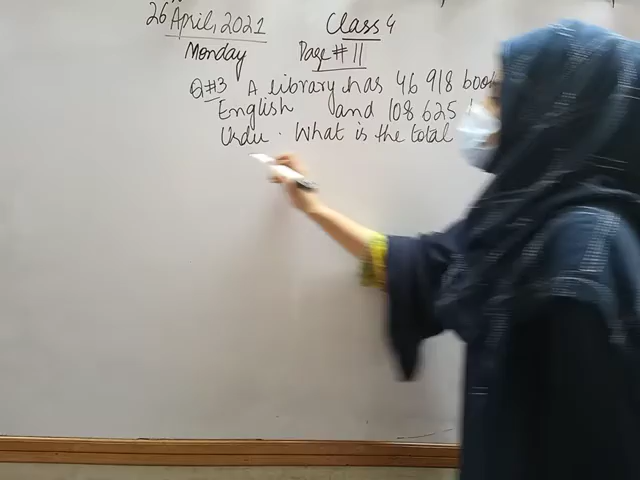 26 April, 2021 Class 4
Monday Page # 11
Q#3 A library has 46 918 book
English and 108 625
Urdu. What is the total